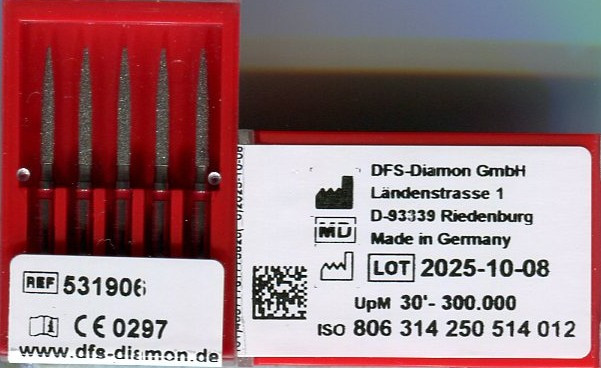 REF 531906
CE 0297
www.dfs-diamon.de
DFS-Diamon GmbH
Ländenstrasse 1
D-93339 Riedenburg
MD Made in Germany
LOT 2025-10-08
UpM 30'- 300.000
ISO 806 314 250 514 012